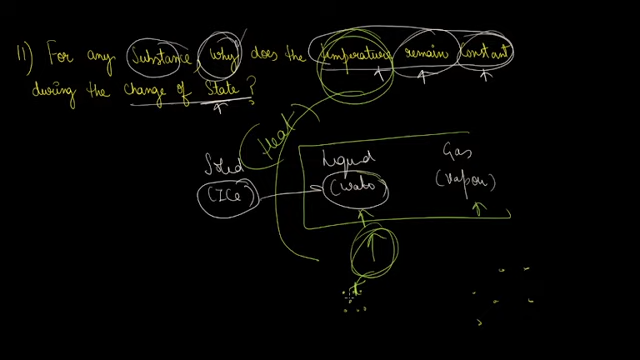 11) For any Substance, why does the temperature remain Constant
during the change of State ?
Heat
Solid Liquid Gas
(ICe) (Water) (Vapour)